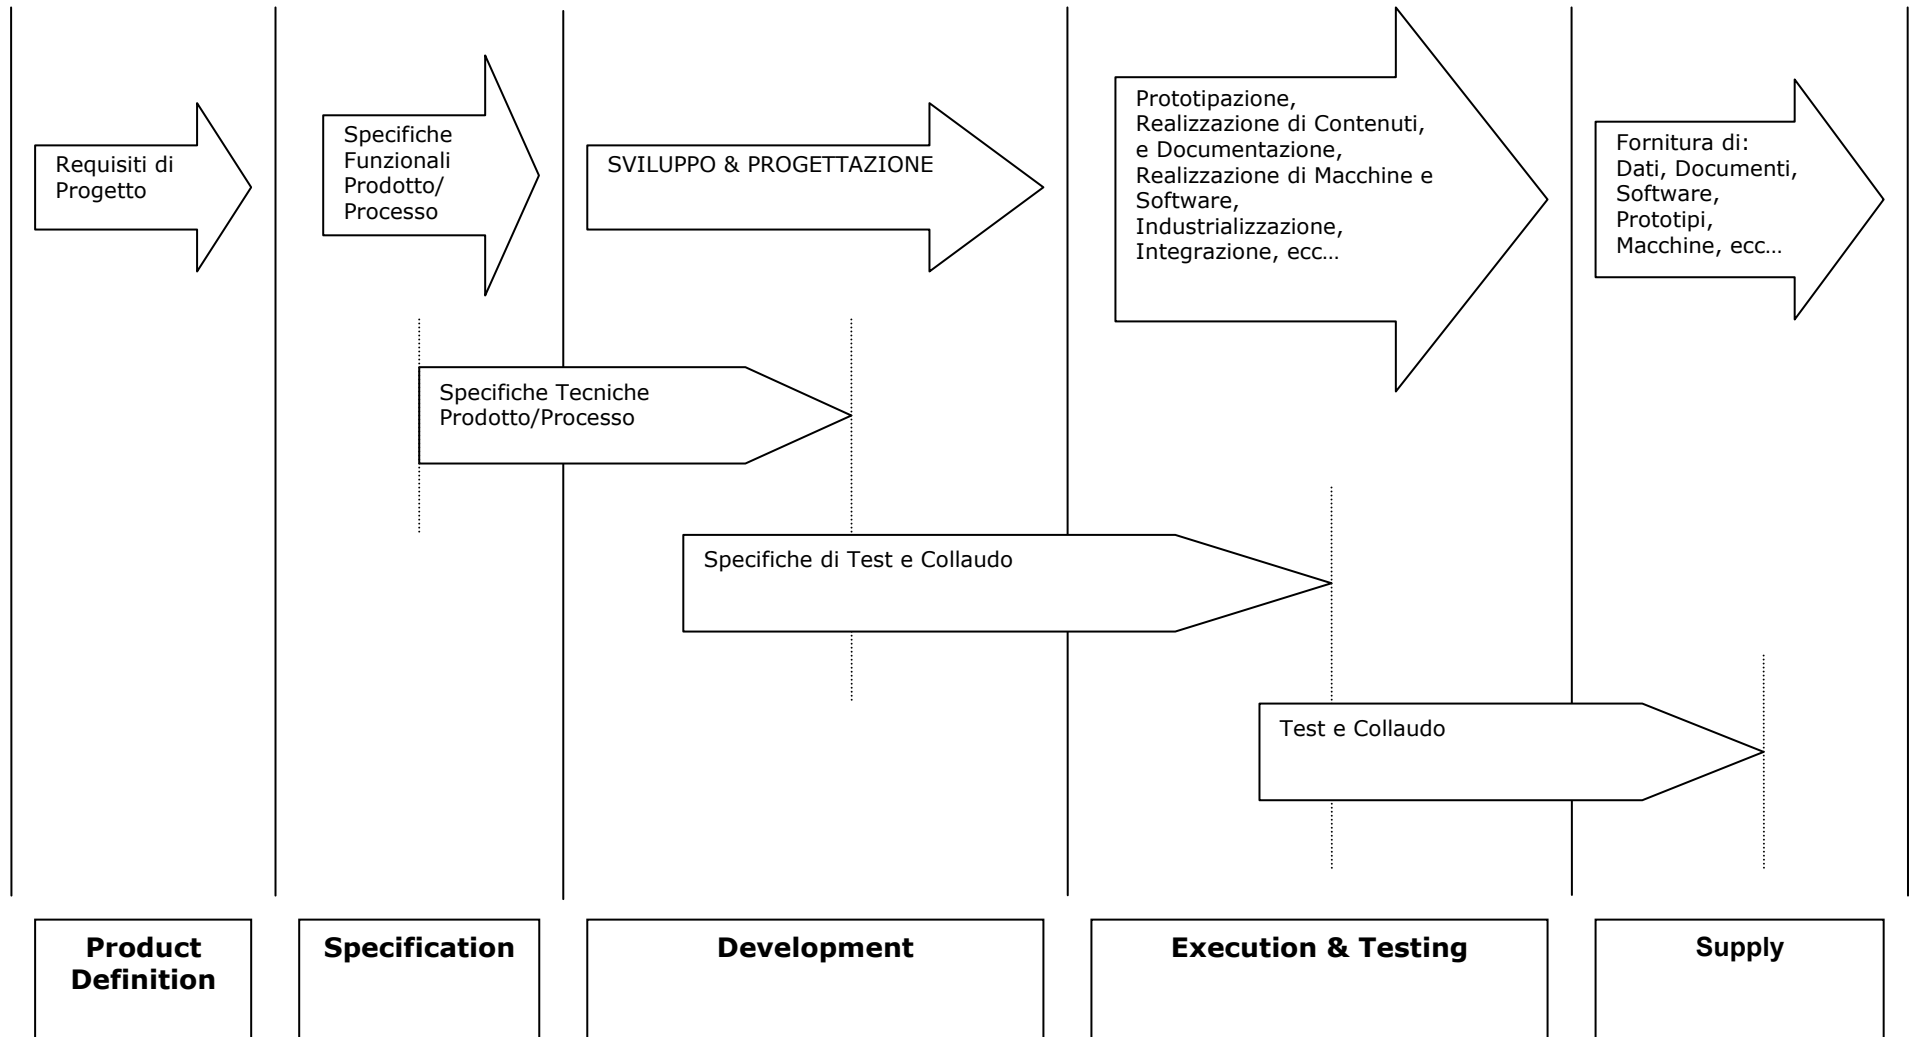 Requisiti di
Progetto
Specifiche
Funzionali
Prodotto/
Processo
SVILUPPO & PROGETTAZIONE
Prototipazione,
Realizzazione di Contenuti,
e Documentazione,
Realizzazione di Macchine e
Software,
Industrializzazione,
Integrazione, ecc…
Fornitura di:
Dati, Documenti,
Software,
Prototipi,
Macchine, ecc…
Specifiche Tecniche
Prodotto/Processo
Specifiche di Test e Collaudo
Test e Collaudo
Product
Definition
Specification
Development
Execution & Testing
Supply